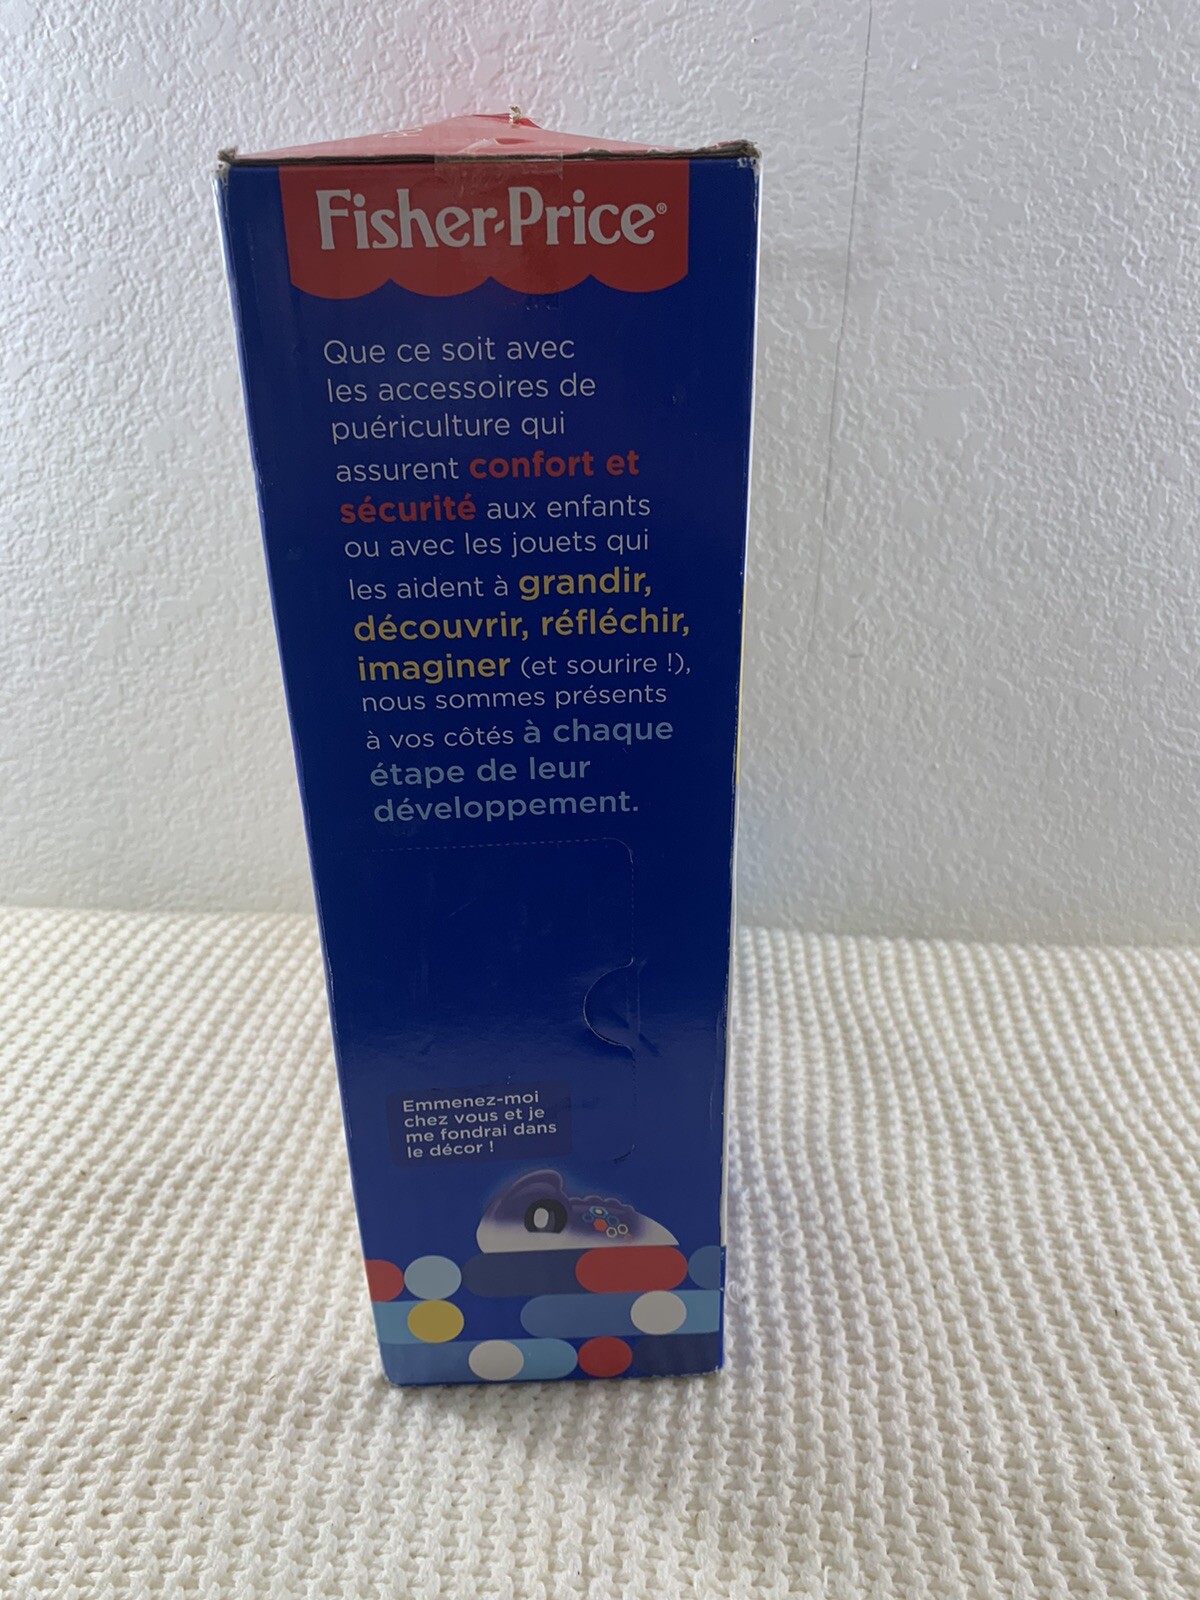 Fisher-Price®
Que ce soit avec
les accessoires de
puériculture qui
assurent confort et
sécurité aux enfants
ou avec les jouets qui
les aident à grandir,
découvrir, réfléchir,
imaginer (et sourire !),
nous sommes présents
à vos côtés à chaque
étape de leur
développement.
Emmenez-moi
chez vous et je
me fondrai dans
le décor !